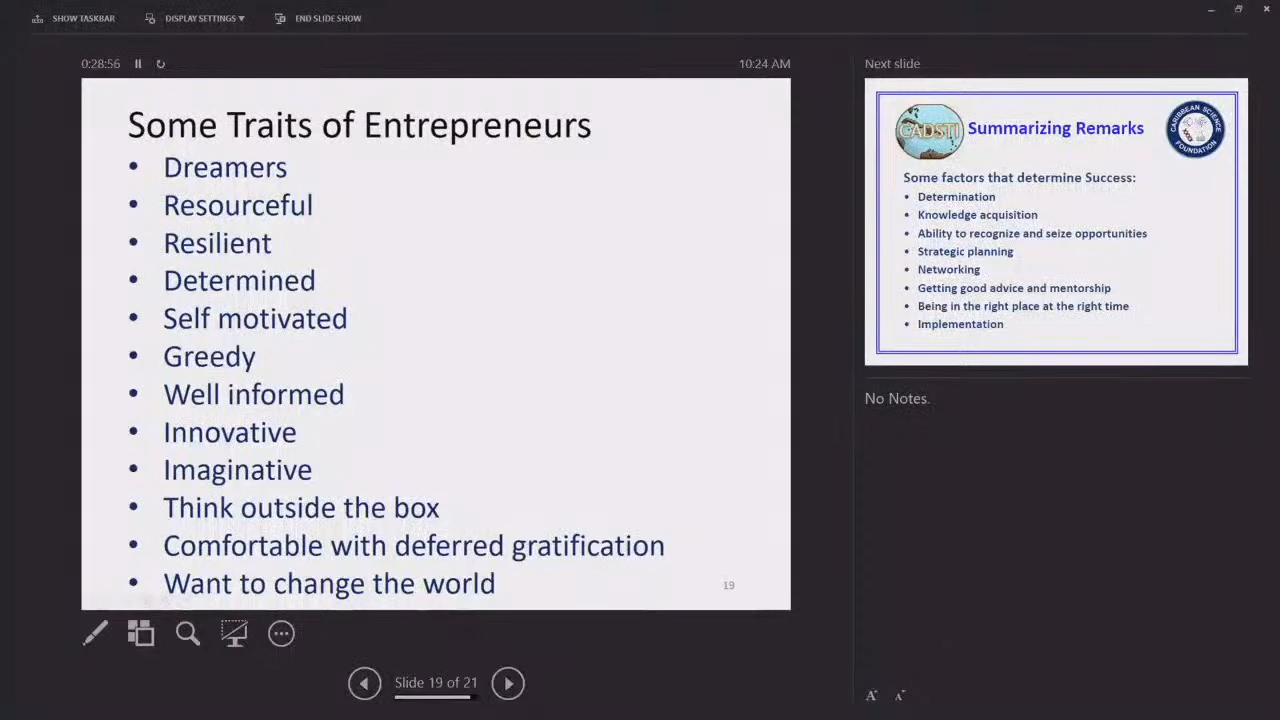 SHOW TASKBAR
DISPLAY SETTINGS ▼
END SLIDE SHOW
0:28:56
10:24 AM
Some Traits of Entrepreneurs
• Dreamers
• Resourceful
• Resilient
• Determined
• Self motivated
• Greedy
• Well informed
• Innovative
• Imaginative
• Think outside the box
• Comfortable with deferred gratification
• Want to change the world
19
Slide 19 of 21
Next slide
CADSTI
Summarizing Remarks
CARIBBEAN SCIENCE
FOUNDATION
Some factors that determine Success:
• Determination
• Knowledge acquisition
• Ability to recognize and seize opportunities
• Strategic planning
• Networking
• Getting good advice and mentorship
• Being in the right place at the right time
• Implementation
No Notes.
A A